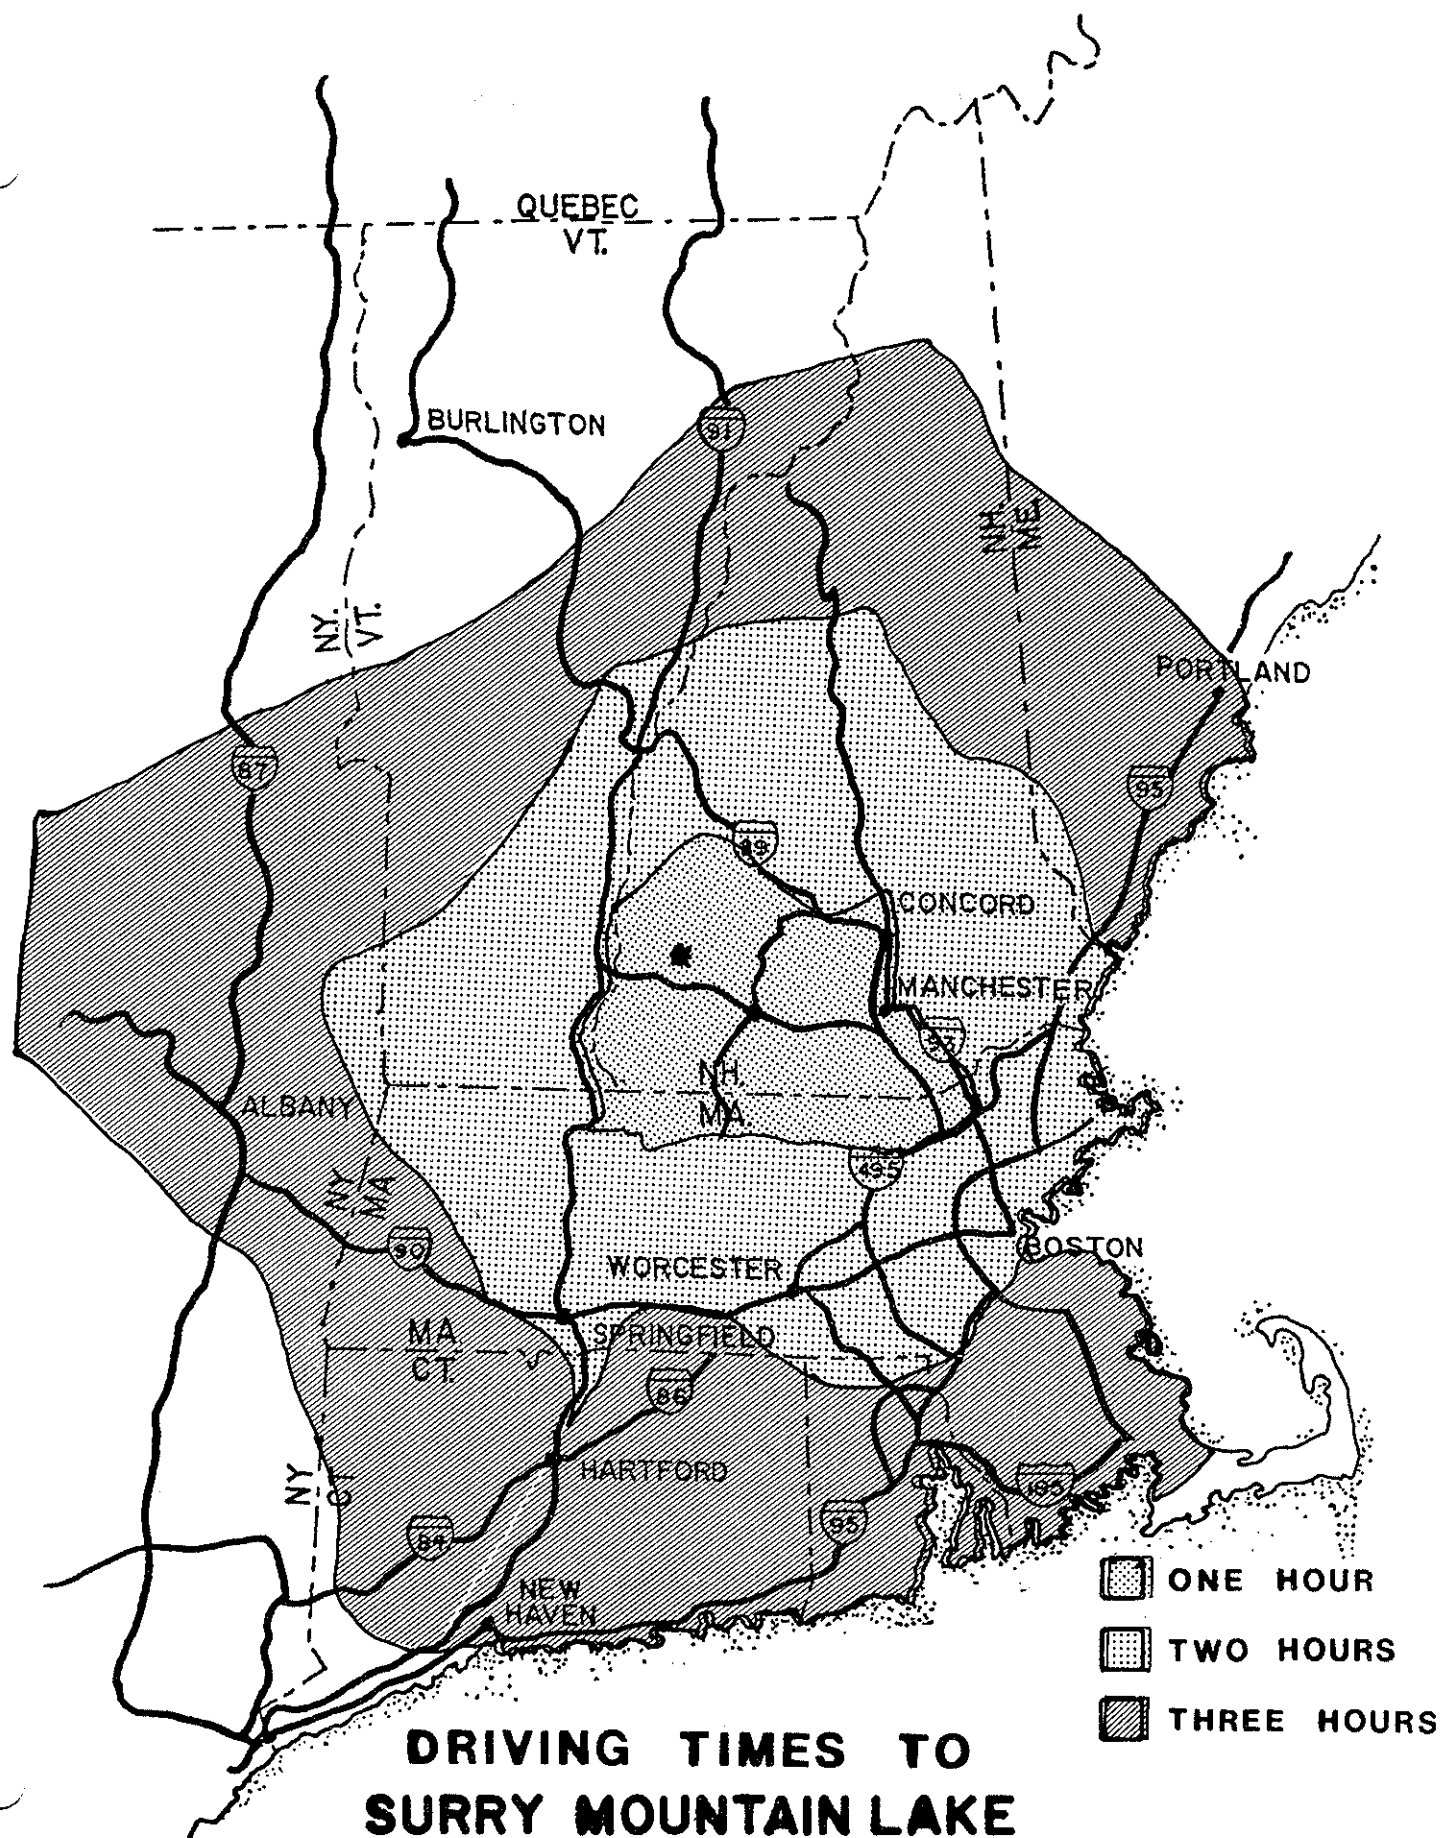 QUEBEC
VT.
BURLINGTON
91
NH.
ME.
NY.
VT.
PORTLAND
87
95
89
CONCORD
MANCHESTER
93
NH.
MA.
ALBANY
495
NY
MA
90
BOSTON
WORCESTER
SPRINGFIELD
MA.
CT.
86
HARTFORD
NY
CT
195
95
84
NEW
HAVEN
ONE HOUR
TWO HOURS
THREE HOURS
DRIVING TIMES TO
SURRY MOUNTAIN LAKE